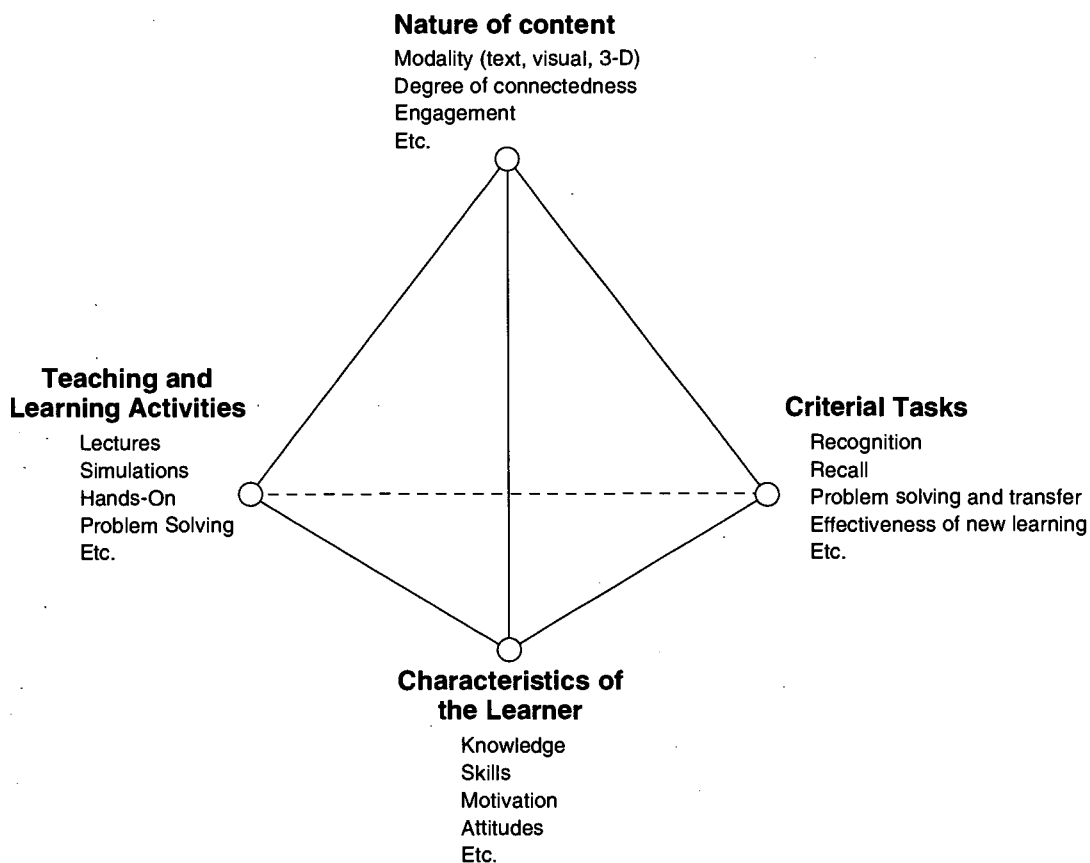 Nature of content
Modality (text, visual, 3-D)
Degree of connectedness
Engagement
Etc.
Teaching and
Learning Activities
Lectures
Simulations
Hands-On
Problem Solving
Etc.
Criterial Tasks
Recognition
Recall
Problem solving and transfer
Effectiveness of new learning
Etc.
Characteristics of
the Learner
Knowledge
Skills
Motivation
Attitudes
Etc.